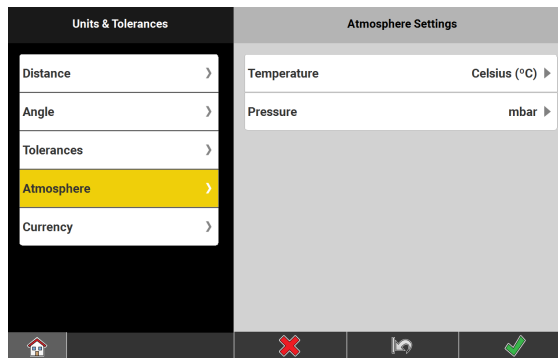 Units & Tolerances
Atmosphere Settings
Distance
Angle
Tolerances
Atmosphere
Currency
Temperature Celsius (ºC)
Pressure mbar